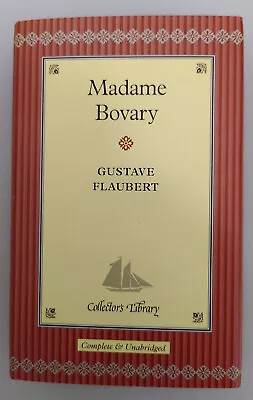 Madame
Bovary
GUSTAVE
FLAUBERT
Collector's Library
Complete & Unabridged